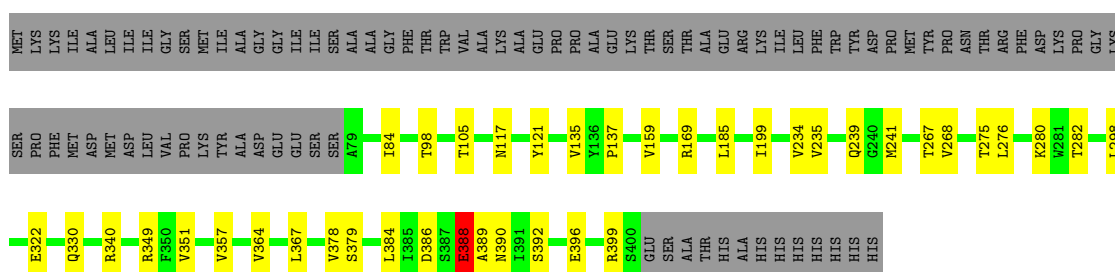 MET LYS LYS ILE ALA LEU ILE ILE GLY SER MET ILE ALA GLY GLY ILE ILE SER ALA ALA GLY PHE THR TRP VAL ALA LYS ALA GLU PRO PRO ALA GLU LYS THR SER THR ALA GLU ARG LYS ILE LEU PHE TRP TYR ASP PRO MET TYR PRO ASN THR ARG PHE ASP LYS PRO GLY LYS
SER PRO PHE MET ASP MET ASP LEU VAL PRO LYS TYR ALA ASP GLU GLU SER SER A79 I84 T98 T105 N117 Y121 V135 Y136 P137 V159 R169 L185 I199 V234 V235 Q239 G240 M241 T267 V268 T275 L276 K280 W281 T282
E322 Q330 R340 R349 F350 V351 V357 V364 L367 V378 S379 L384 I385 D386 S387 E388 A389 N390 I391 S392 E396 R399 S400 GLU SER ALA THR HIS ALA HIS HIS HIS HIS HIS HIS